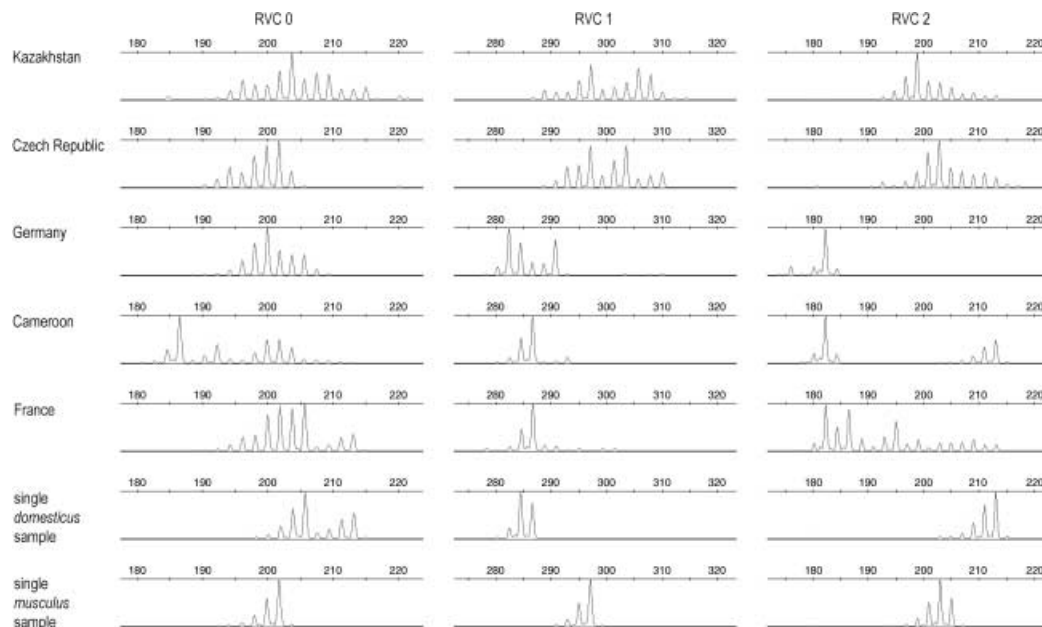 RVC 0 RVC 1 RVC 2
180 190 200 210 220 280 290 300 310 320 180 190 200 210 220
Kazakhstan
180 190 200 210 220 280 290 300 310 320 180 190 200 210 220
Czech Republic
180 190 200 210 220 280 290 300 310 320 180 190 200 210 220
Germany
180 190 200 210 220 280 290 300 310 320 180 190 200 210 220
Cameroon
180 190 200 210 220 280 290 300 310 320 180 190 200 210 220
France
180 190 200 210 220 280 290 300 310 320 180 190 200 210 220
single
domesticus
sample
180 190 200 210 220 280 290 300 310 320 180 190 200 210 220
single
musculus
sample